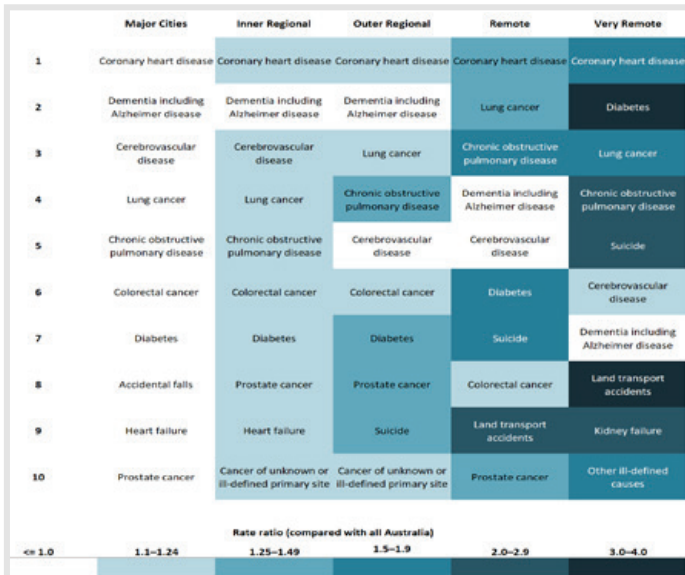 Major Cities Inner Regional Outer Regional Remote Very Remote
1 Coronary heart disease Coronary heart disease Coronary heart disease Coronary heart disease Coronary heart disease
2 Dementia including Alzheimer disease Dementia including Alzheimer disease Dementia including Alzheimer disease Lung cancer Diabetes
3 Cerebrovascular disease Cerebrovascular disease Lung cancer Chronic obstructive pulmonary disease Lung cancer
4 Lung cancer Lung cancer Chronic obstructive pulmonary disease Dementia including Alzheimer disease Chronic obstructive pulmonary disease
5 Chronic obstructive pulmonary disease Chronic obstructive pulmonary disease Cerebrovascular disease Cerebrovascular disease Suicide
6 Colorectal cancer Colorectal cancer Colorectal cancer Diabetes Cerebrovascular disease
7 Diabetes Diabetes Diabetes Suicide Dementia including Alzheimer disease
8 Accidental falls Prostate cancer Prostate cancer Colorectal cancer Land transport accidents
9 Heart failure Heart failure Suicide Land transport accidents Kidney failure
10 Prostate cancer Cancer of unknown or ill-defined primary site Cancer of unknown or ill-defined primary site Prostate cancer Other ill-defined causes
Rate ratio (compared with all Australia)
<= 1.0 1.1–1.24 1.25–1.49 1.5–1.9 2.0–2.9 3.0–4.0